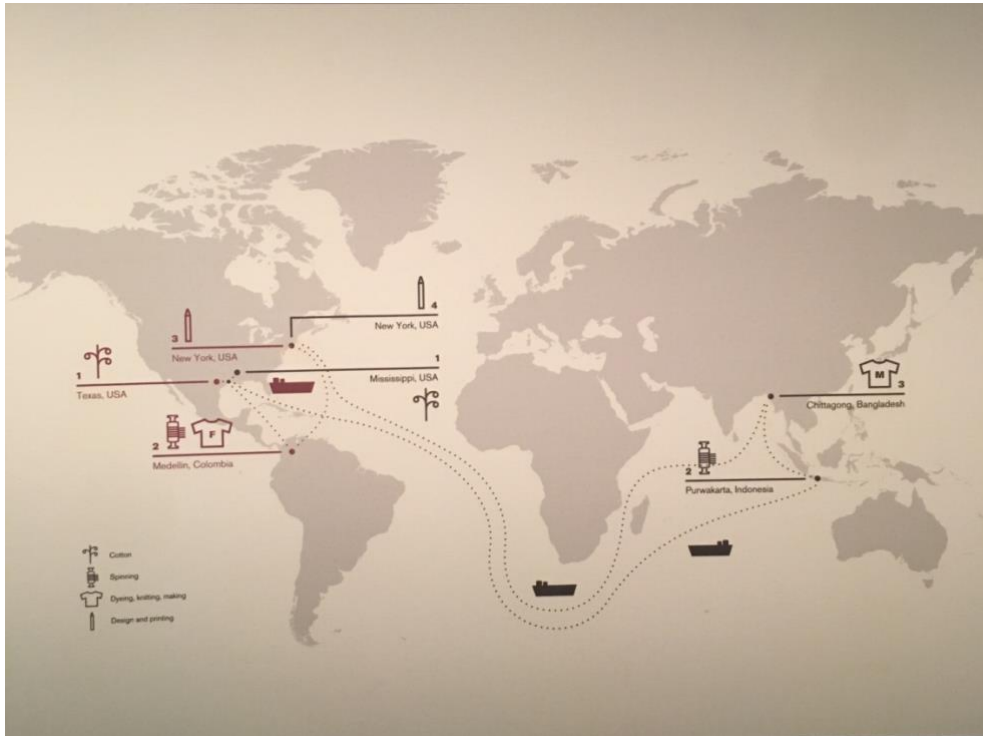 4
New York, USA
3
New York, USA
1
Mississippi, USA
1
Texas, USA
M
3
Chittagong, Bangladesh
F
2
Medellin, Colombia
2
Purwakarta, Indonesia
Cotton
Spinning
Dyeing, knitting, making
Design and printing